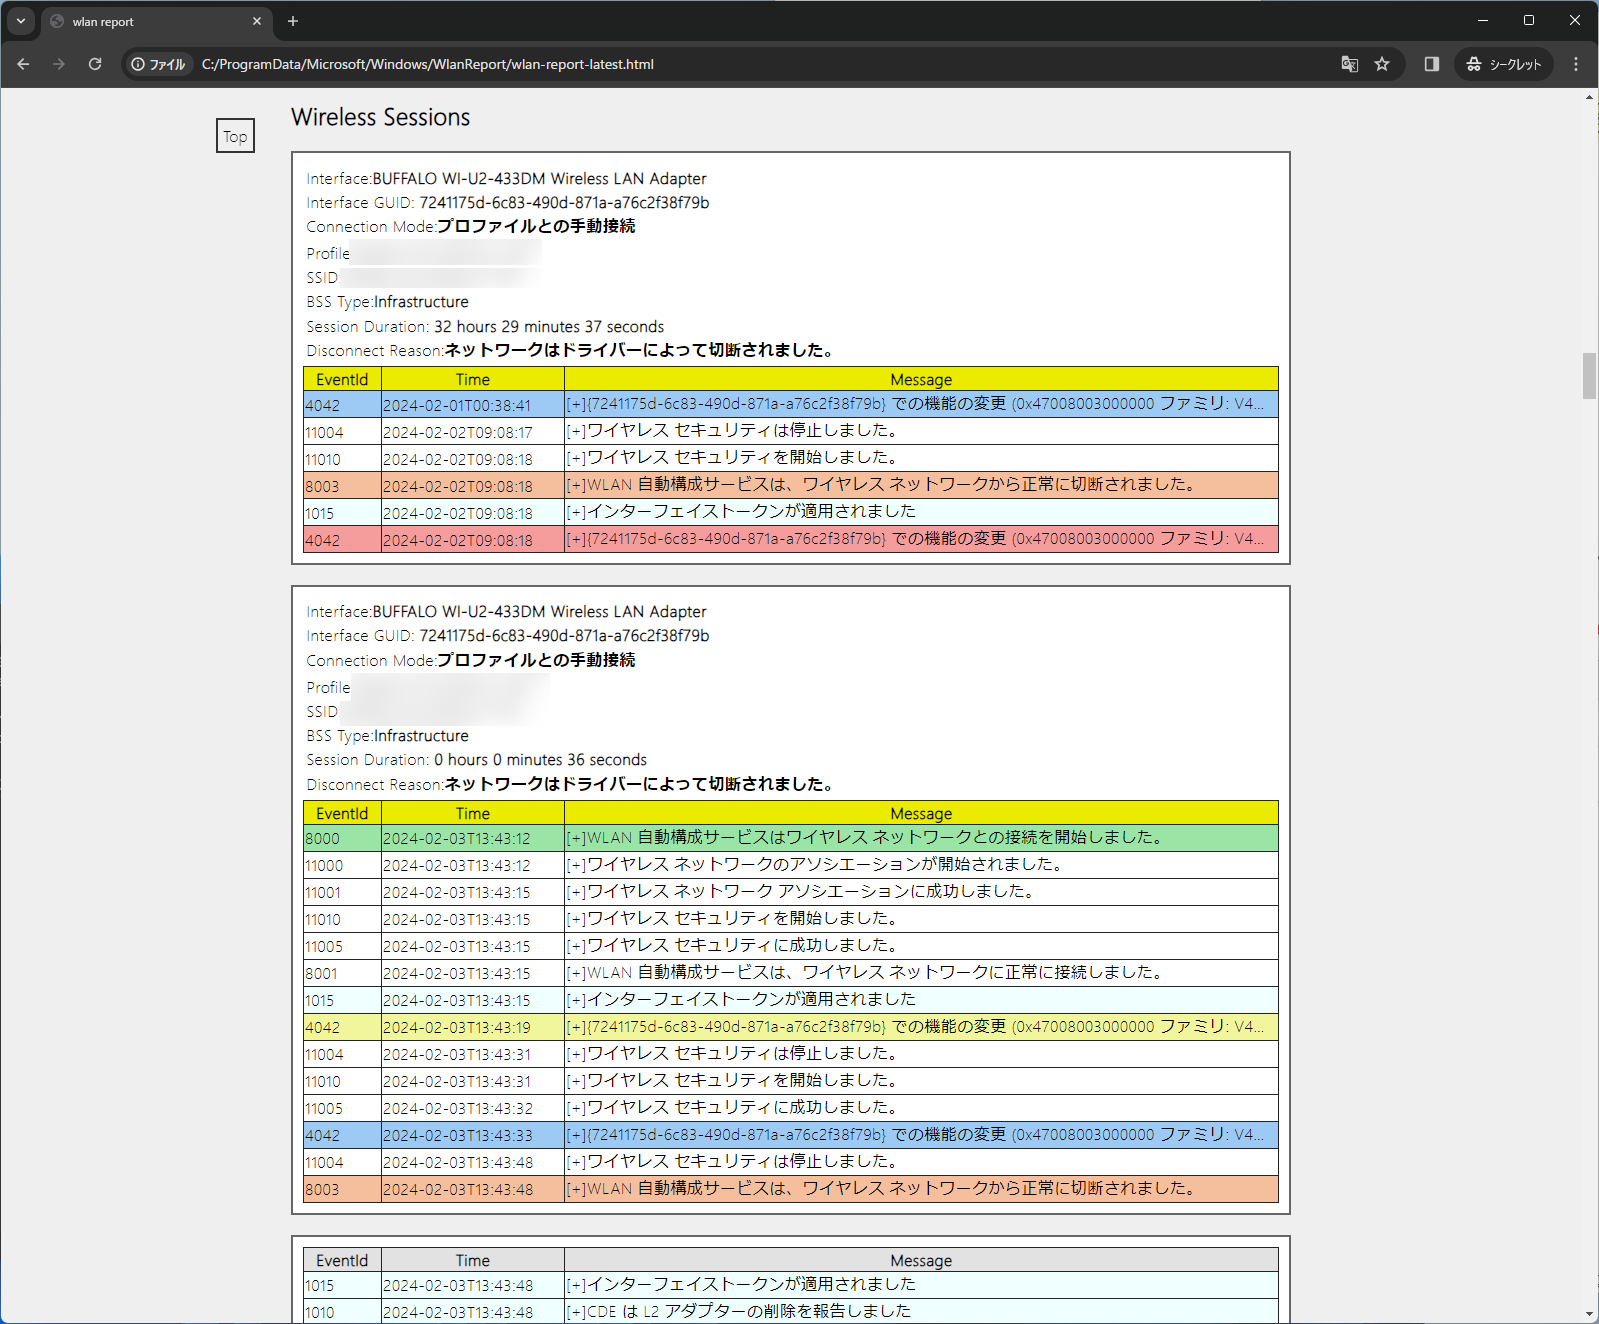 wlan report
ファイル C:/ProgramData/Microsoft/Windows/WlanReport/wlan-report-latest.html シークレット
Top
Wireless Sessions
Interface:BUFFALO WI-U2-433DM Wireless LAN Adapter
Interface GUID: 7241175d-6c83-490d-871a-a76c2f38f79b
Connection Mode:プロファイルとの手動接続
Profile
SSID
BSS Type:Infrastructure
Session Duration: 32 hours 29 minutes 37 seconds
Disconnect Reason:ネットワークはドライバーによって切断されました。
EventId Time Message
4042 2024-02-01T00:38:41 [+]{7241175d-6c83-490d-871a-a76c2f38f79b} での機能の変更 (0x47008003000000 ファミリ: V4...
11004 2024-02-02T09:08:17 [+]ワイヤレス セキュリティは停止しました。
11010 2024-02-02T09:08:18 [+]ワイヤレス セキュリティを開始しました。
8003 2024-02-02T09:08:18 [+]WLAN 自動構成サービスは、ワイヤレス ネットワークから正常に切断されました。
1015 2024-02-02T09:08:18 [+]インターフェイストークンが適用されました
4042 2024-02-02T09:08:18 [+]{7241175d-6c83-490d-871a-a76c2f38f79b} での機能の変更 (0x47008003000000 ファミリ: V4...
Interface:BUFFALO WI-U2-433DM Wireless LAN Adapter
Interface GUID: 7241175d-6c83-490d-871a-a76c2f38f79b
Connection Mode:プロファイルとの手動接続
Profile
SSID
BSS Type:Infrastructure
Session Duration: 0 hours 0 minutes 36 seconds
Disconnect Reason:ネットワークはドライバーによって切断されました。
EventId Time Message
8000 2024-02-03T13:43:12 [+]WLAN 自動構成サービスはワイヤレス ネットワークとの接続を開始しました。
11000 2024-02-03T13:43:12 [+]ワイヤレス ネットワークのアソシエーションが開始されました。
11001 2024-02-03T13:43:15 [+]ワイヤレス ネットワーク アソシエーションに成功しました。
11010 2024-02-03T13:43:15 [+]ワイヤレス セキュリティを開始しました。
11005 2024-02-03T13:43:15 [+]ワイヤレス セキュリティに成功しました。
8001 2024-02-03T13:43:15 [+]WLAN 自動構成サービスは、ワイヤレス ネットワークに正常に接続しました。
1015 2024-02-03T13:43:15 [+]インターフェイストークンが適用されました
4042 2024-02-03T13:43:19 [+]{7241175d-6c83-490d-871a-a76c2f38f79b} での機能の変更 (0x47008003000000 ファミリ: V4...
11004 2024-02-03T13:43:31 [+]ワイヤレス セキュリティは停止しました。
11010 2024-02-03T13:43:31 [+]ワイヤレス セキュリティを開始しました。
11005 2024-02-03T13:43:32 [+]ワイヤレス セキュリティに成功しました。
4042 2024-02-03T13:43:33 [+]{7241175d-6c83-490d-871a-a76c2f38f79b} での機能の変更 (0x47008003000000 ファミリ: V4...
11004 2024-02-03T13:43:48 [+]ワイヤレス セキュリティは停止しました。
8003 2024-02-03T13:43:48 [+]WLAN 自動構成サービスは、ワイヤレス ネットワークから正常に切断されました。
EventId Time Message
1015 2024-02-03T13:43:48 [+]インターフェイストークンが適用されました
1010 2024-02-03T13:43:48 [+]CDE は L2 アダプターの削除を報告しました